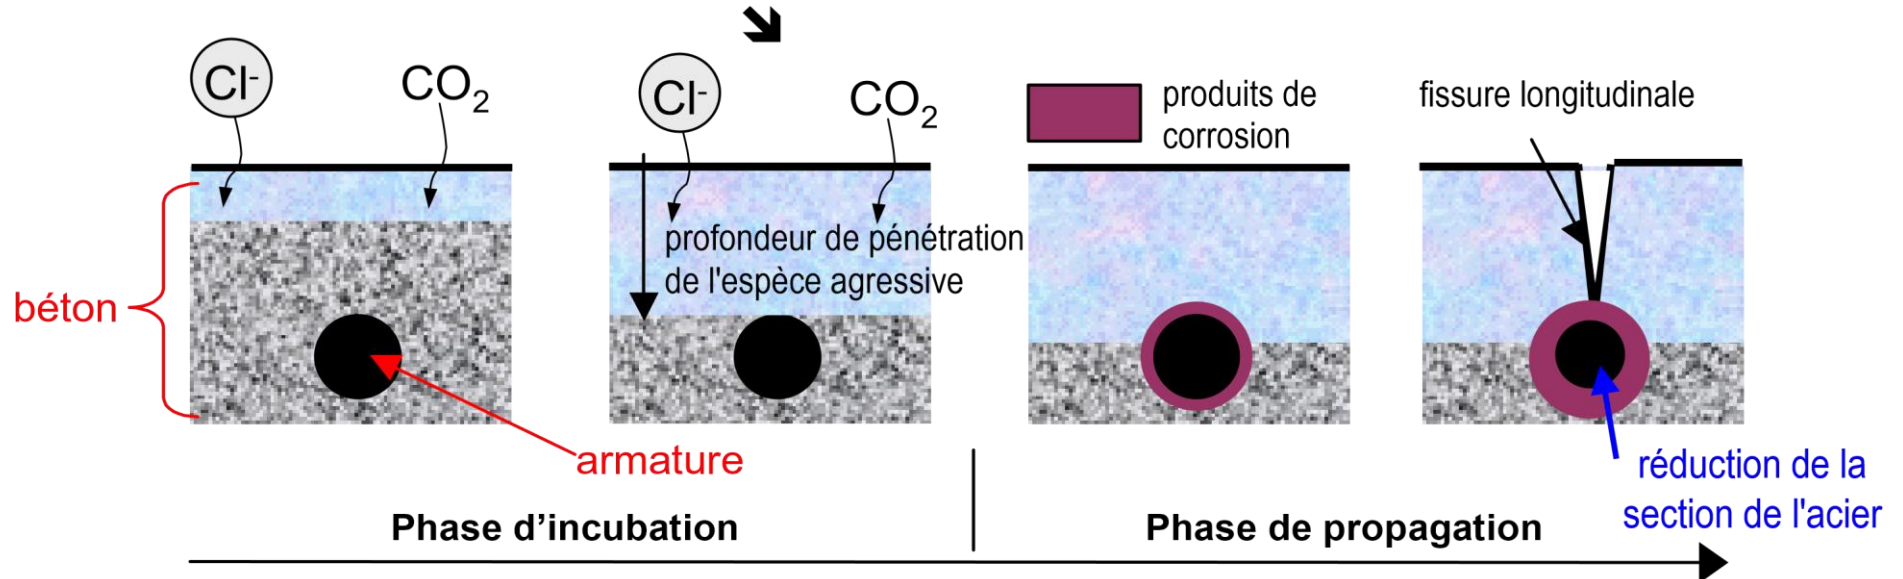 Cl-
CO2
Cl-
CO2
produits de
corrosion
fissure longitudinale
profondeur de pénétration
de l'espèce agressive
béton
armature
réduction de la
section de l'acier
Phase d’incubation
Phase de propagation